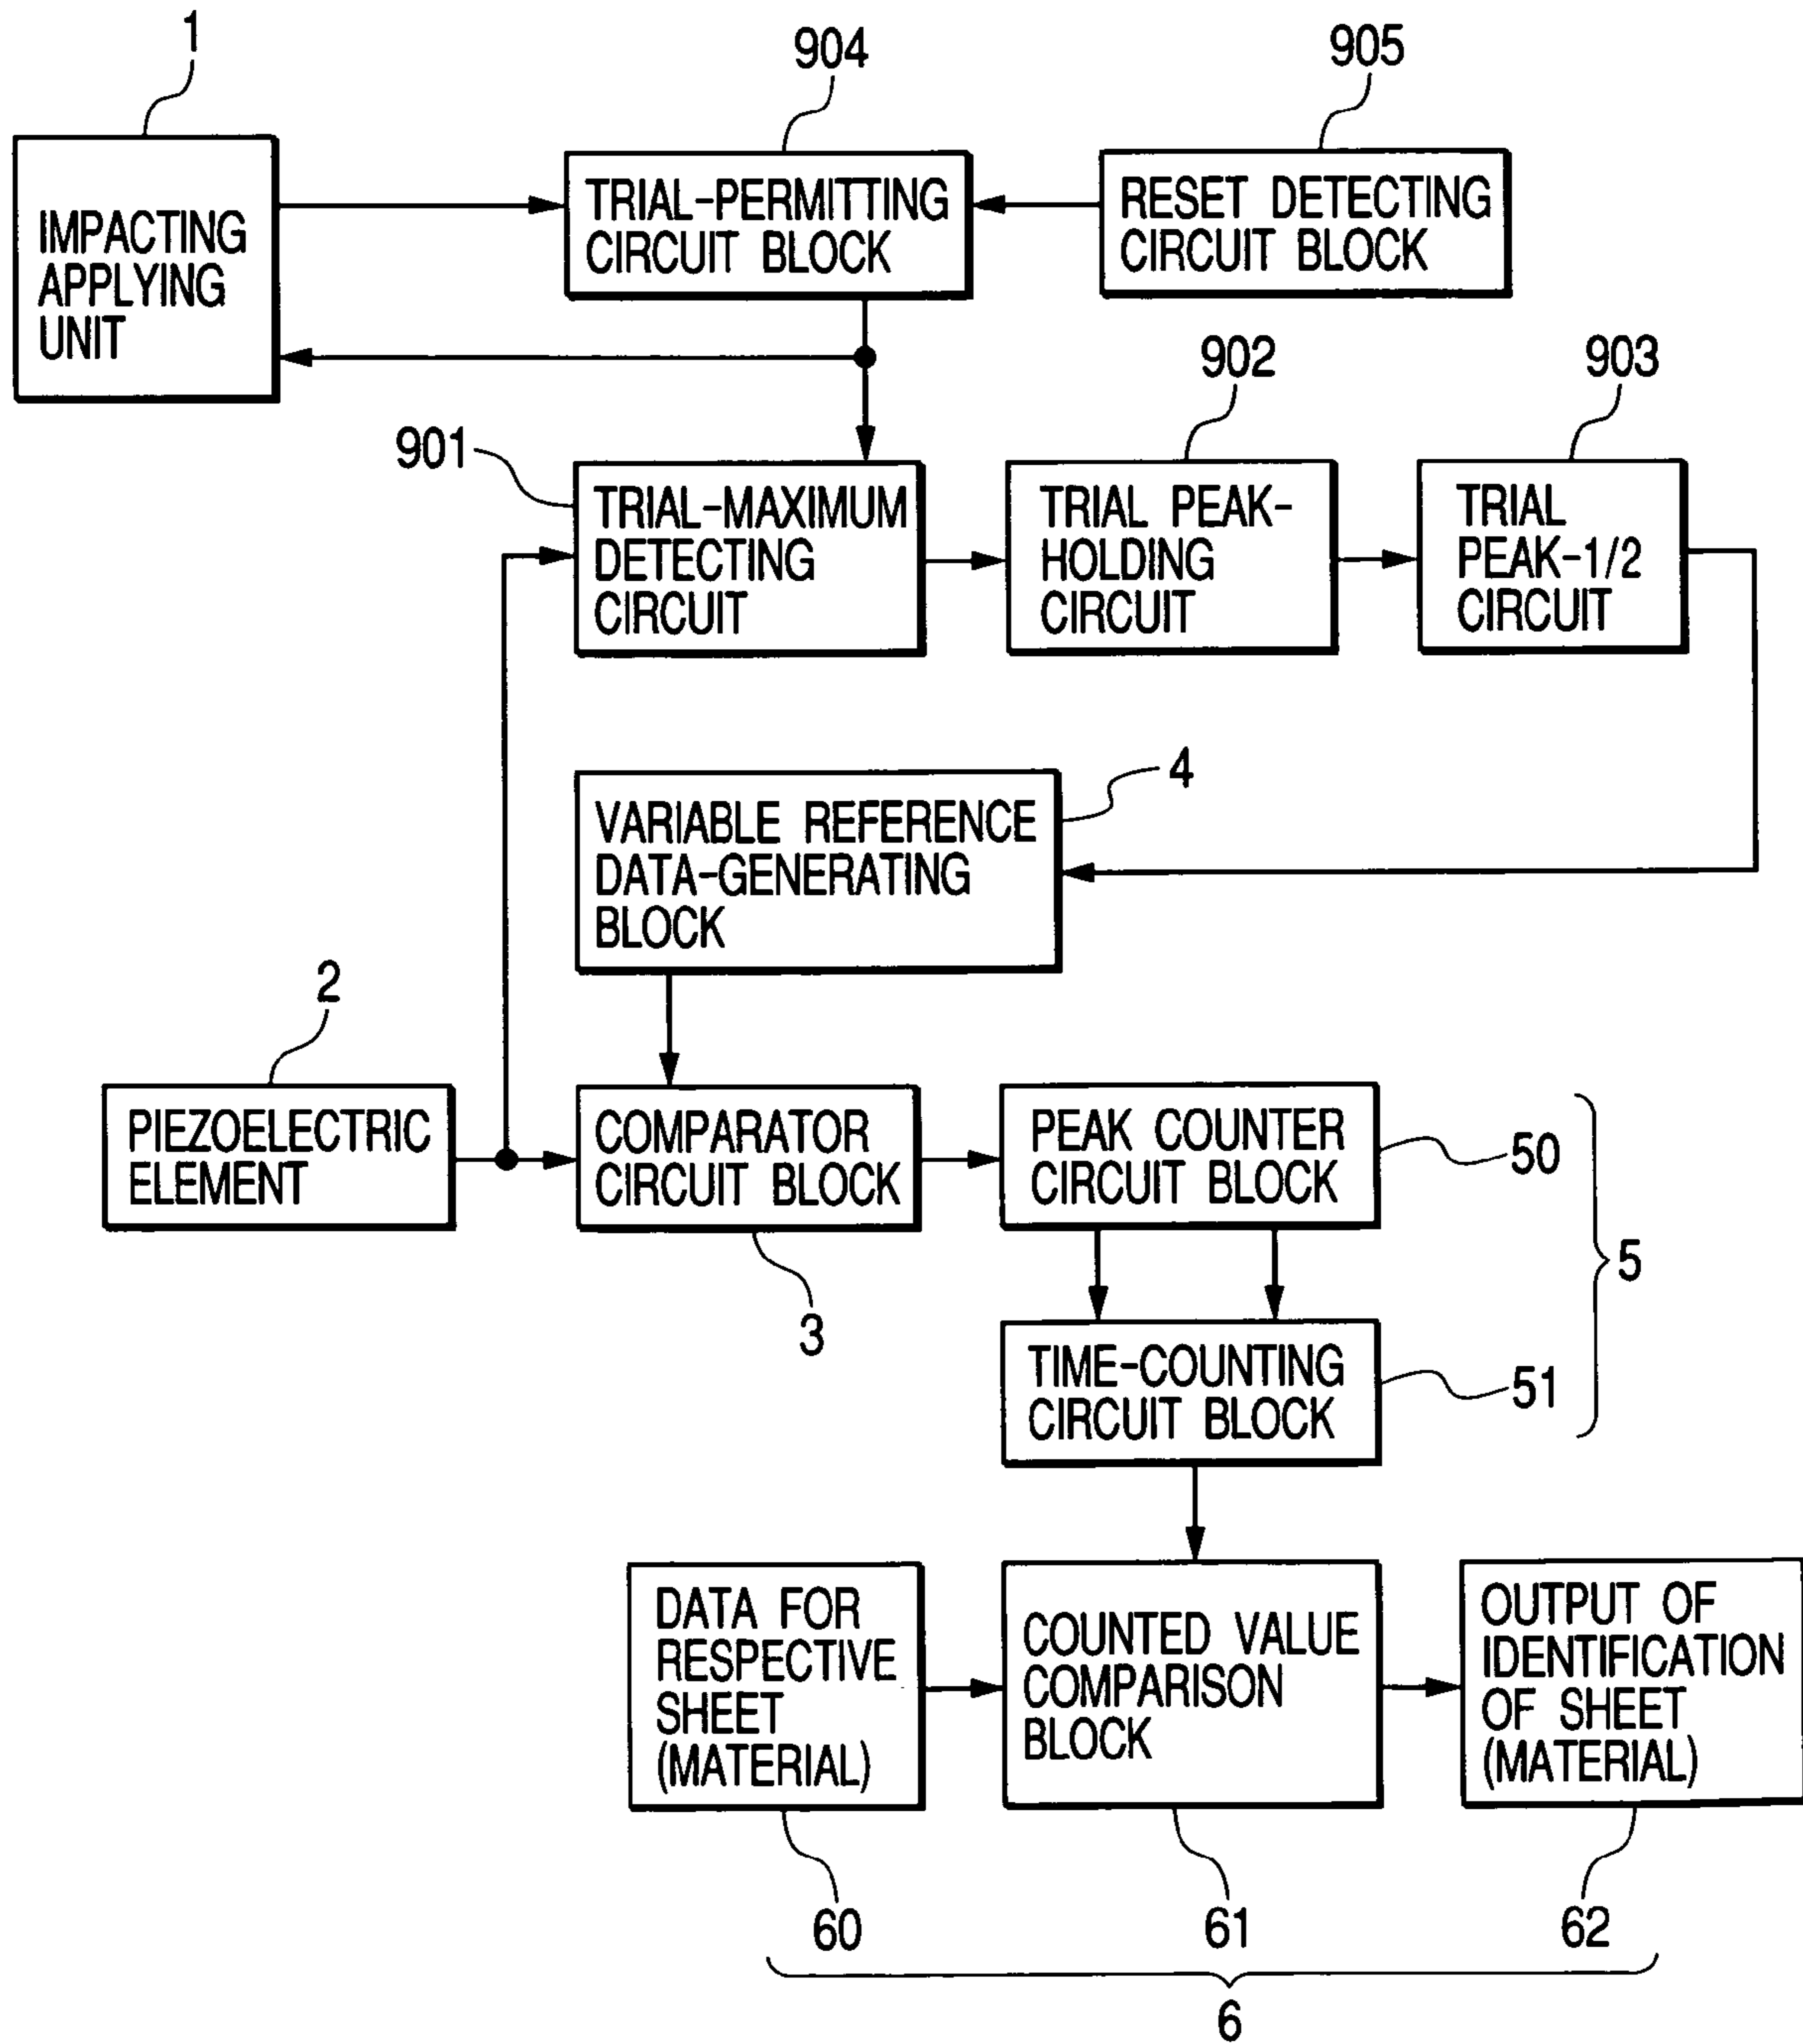 1
904
905
IMPACTING
APPLYING
UNIT
TRIAL-PERMITTING
CIRCUIT BLOCK
RESET DETECTING
CIRCUIT BLOCK
901
902
903
TRIAL-MAXIMUM
DETECTING
CIRCUIT
TRIAL PEAK-
HOLDING
CIRCUIT
TRIAL
PEAK-1/2
CIRCUIT
4
VARIABLE REFERENCE
DATA-GENERATING
BLOCK
2
PIEZOELECTRIC
ELEMENT
COMPARATOR
CIRCUIT BLOCK
3
PEAK COUNTER
CIRCUIT BLOCK
50
5
TIME-COUNTING
CIRCUIT BLOCK
51
DATA FOR
RESPECTIVE
SHEET
(MATERIAL)
COUNTED VALUE
COMPARISON
BLOCK
OUTPUT OF
IDENTIFICATION
OF SHEET
(MATERIAL)
60
61
62
6